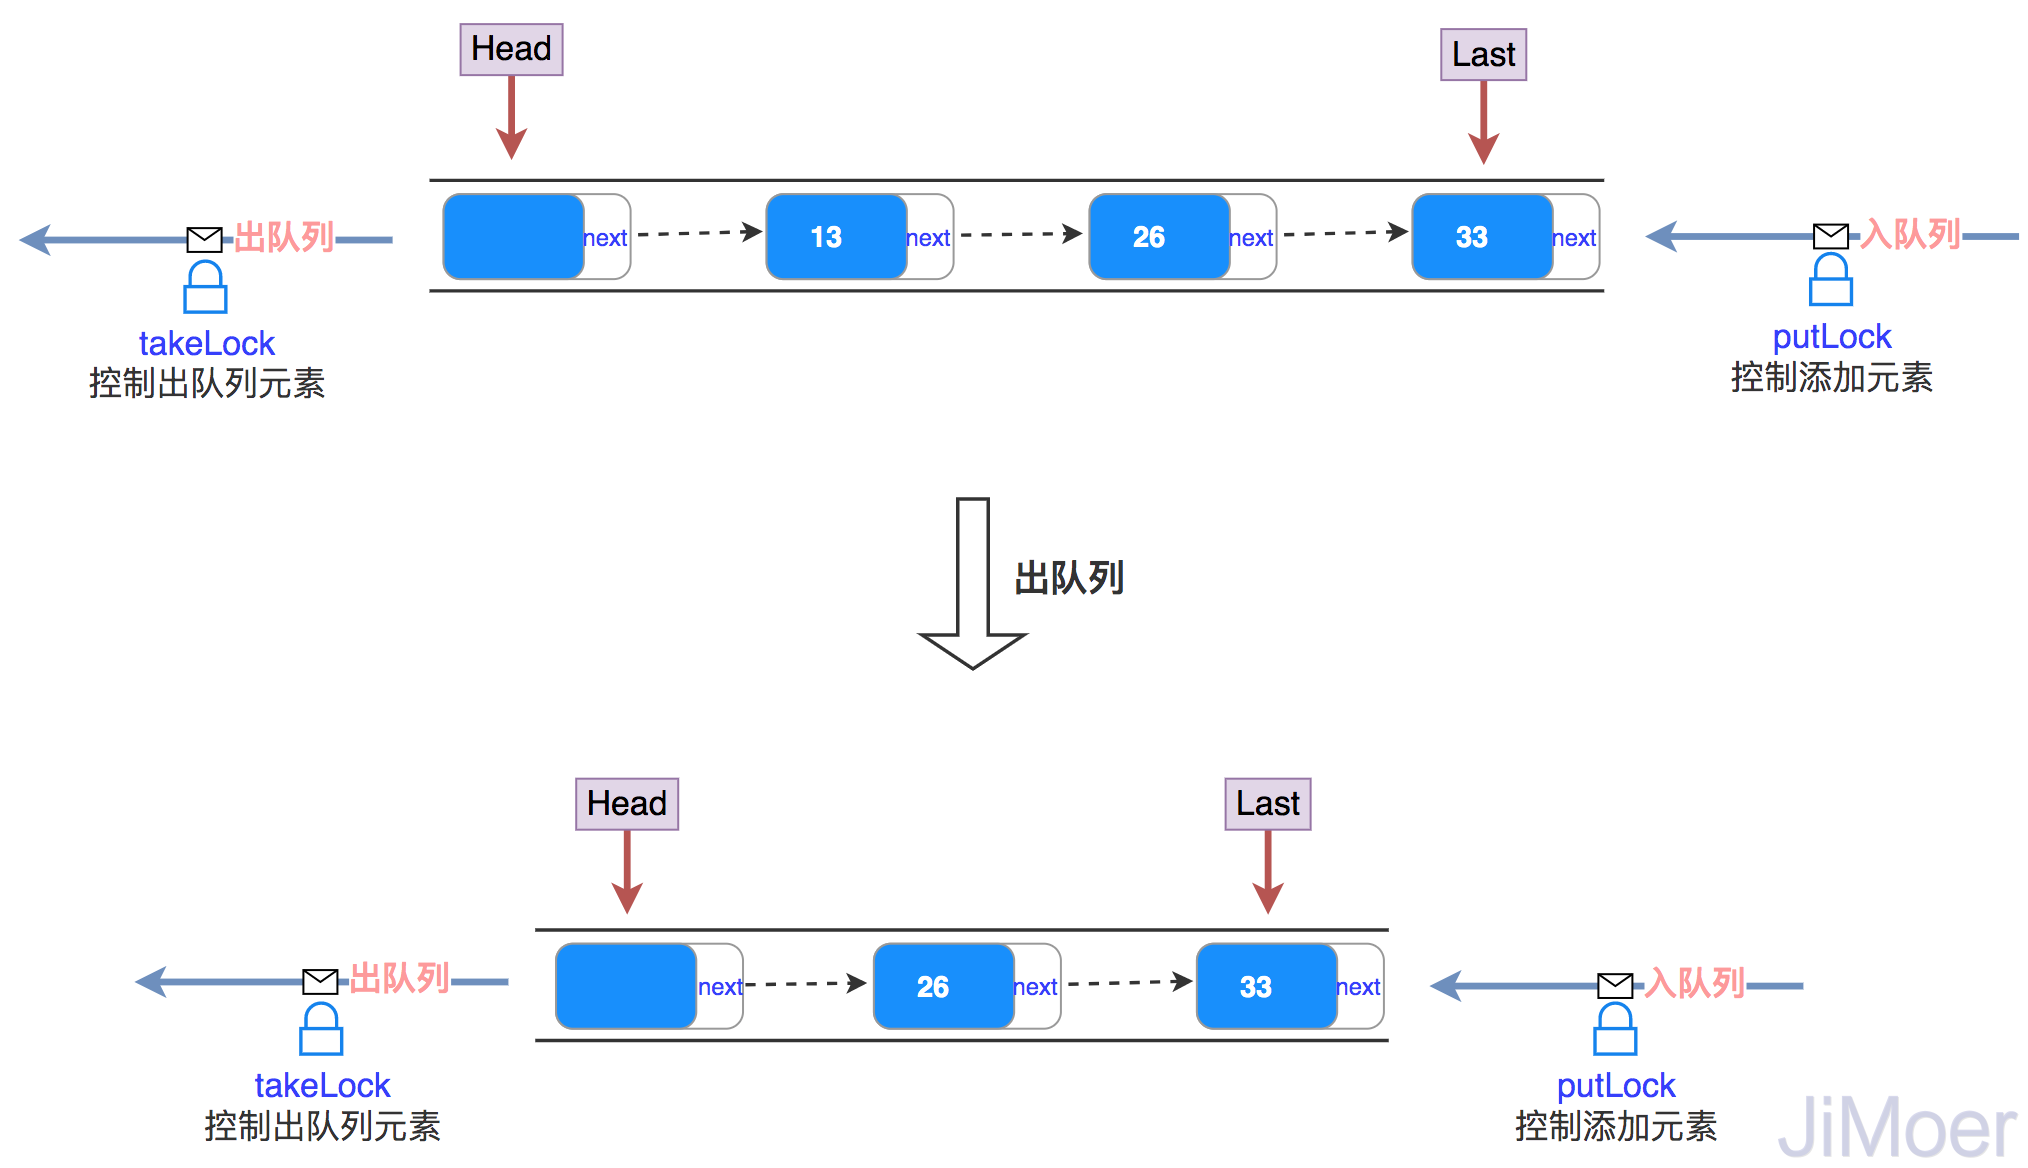 Head
Last
next
13
next
26
next
33
next
出队列
入队列
takeLock
控制出队列元素
putLock
控制添加元素
出队列
Head
Last
next
26
next
33
next
出队列
入队列
takeLock
控制出队列元素
putLock
控制添加元素
JiMoer